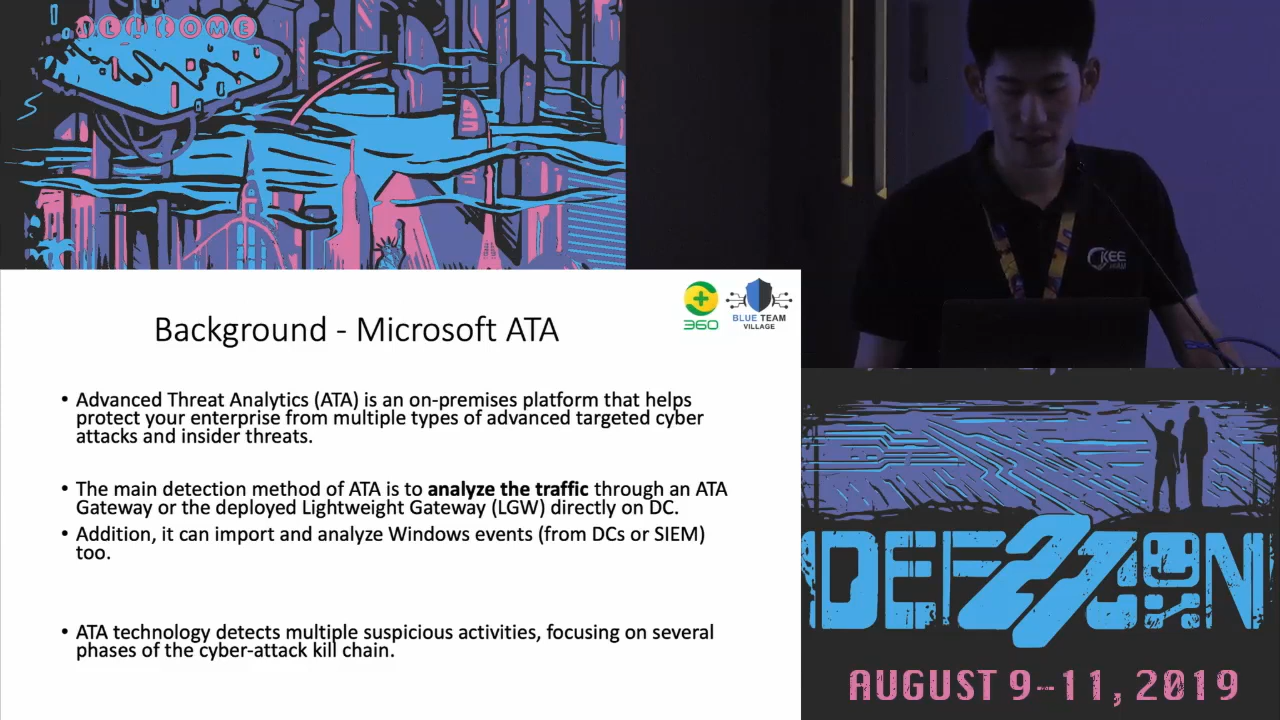 WELCOME
KEE
TEAM
360
BLUE TEAM
VILLAGE
Background - Microsoft ATA
• Advanced Threat Analytics (ATA) is an on-premises platform that helps
protect your enterprise from multiple types of advanced targeted cyber
attacks and insider threats.
• The main detection method of ATA is to analyze the traffic through an ATA
Gateway or the deployed Lightweight Gateway (LGW) directly on DC.
• Addition, it can import and analyze Windows events (from DCs or SIEM)
too.
• ATA technology detects multiple suspicious activities, focusing on several
phases of the cyber-attack kill chain.
DEF 27 CON
AUGUST 9-11, 2019